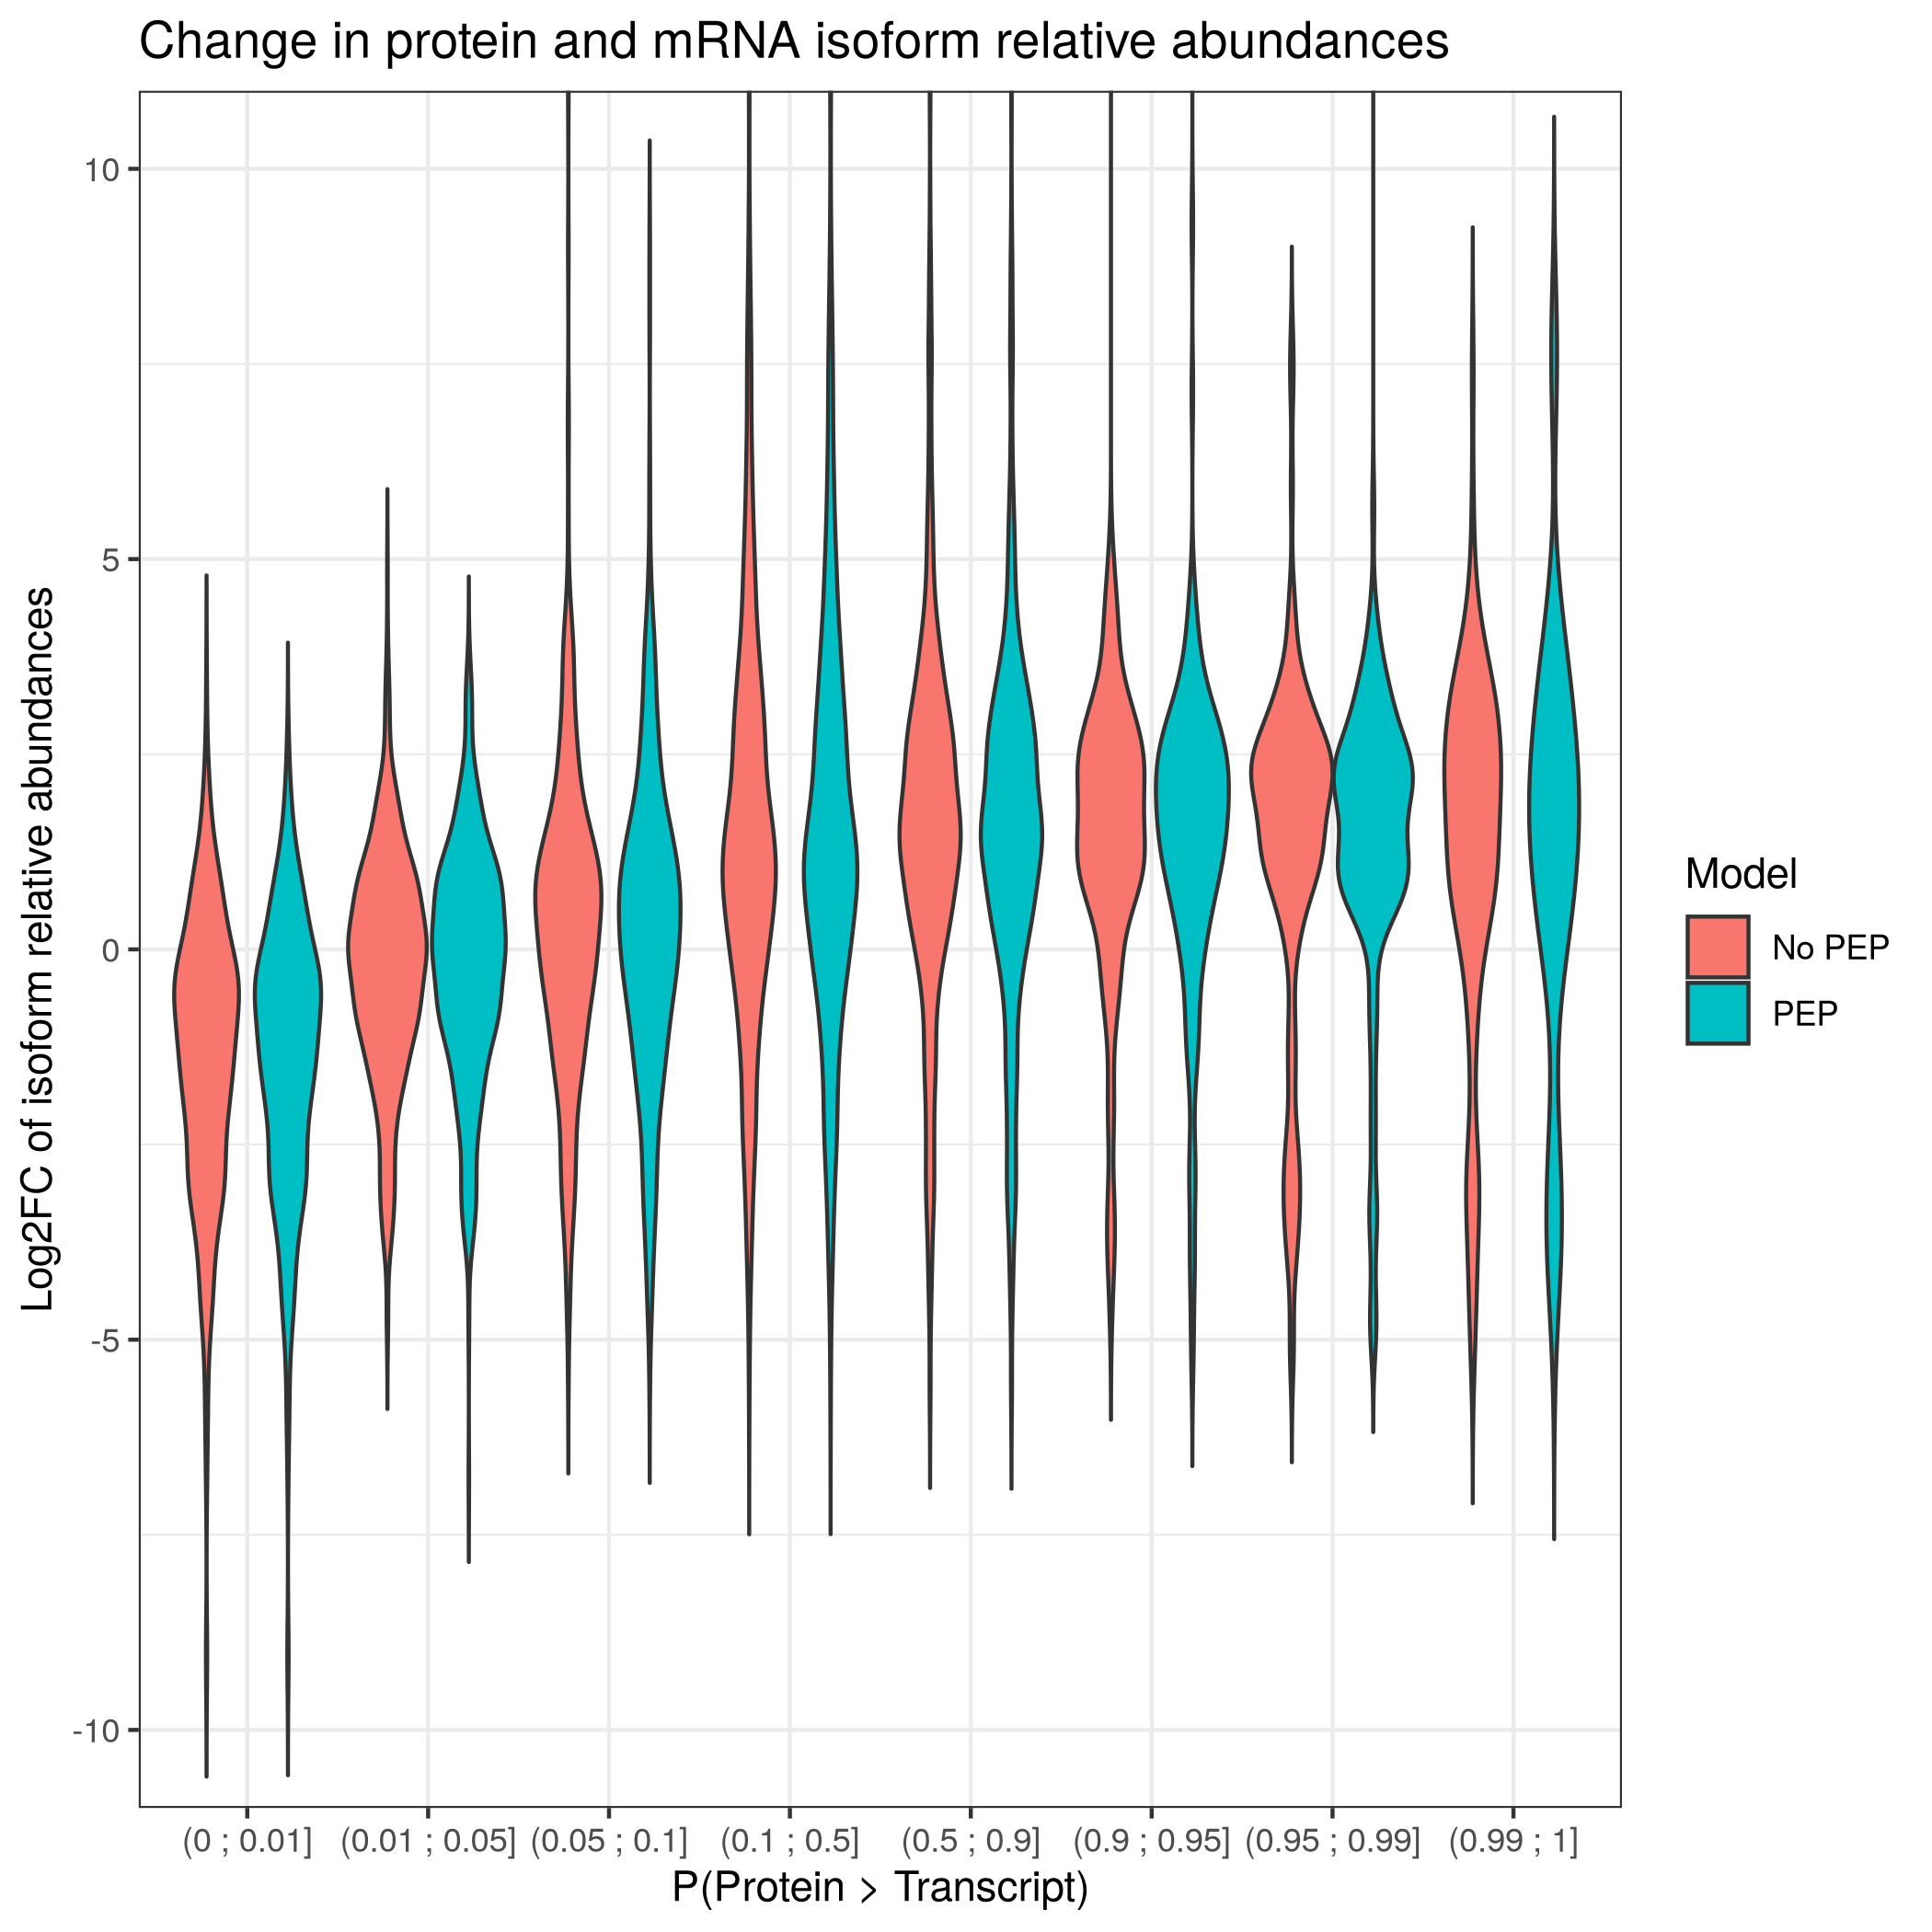 Change in protein and mRNA isoform relative abundances
Log2FC of isoform relative abundances
10
5
0
-5
-10
(0 ; 0.01]
(0.01 ; 0.05]
(0.05 ; 0.1]
(0.1 ; 0.5]
(0.5 ; 0.9]
(0.9 ; 0.95]
(0.95 ; 0.99]
(0.99 ; 1]
P(Protein > Transcript)
Model
No PEP
PEP